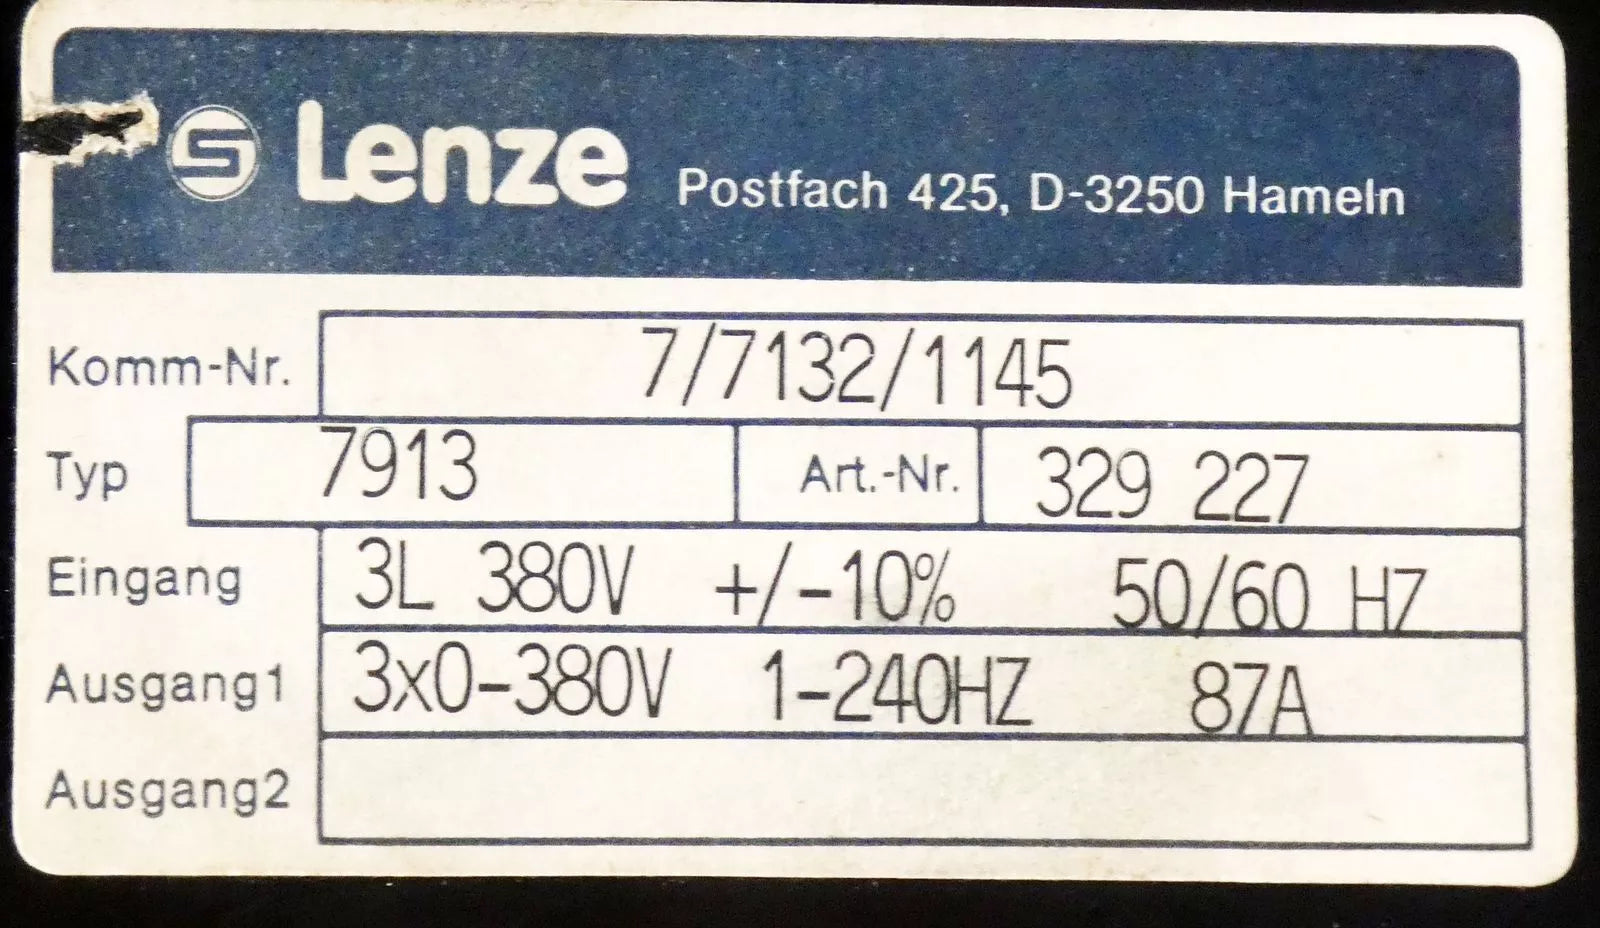 Lenze Postfach 425, D-3250 Hameln
Komm-Nr. 7/7132/1145
Typ 7913 Art.-Nr. 329 227
Eingang 3L 380V +/-10% 50/60 HZ
Ausgang1 3x0-380V 1-240HZ 87A
Ausgang2